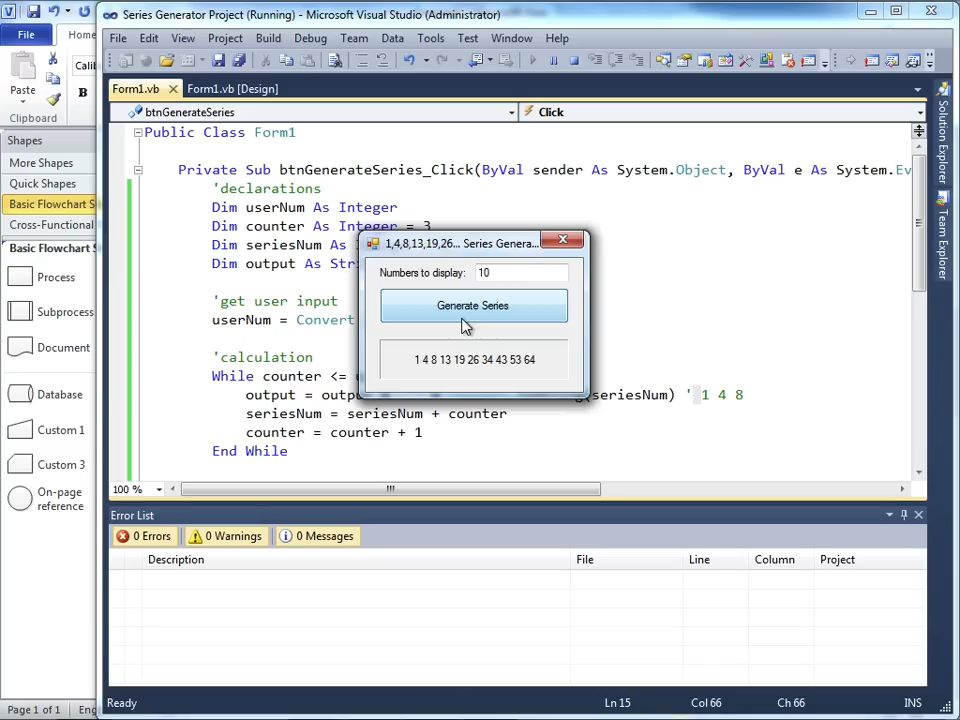 Series Generator Project (Running) - Microsoft Visual Studio (Administrator)
File
Home
File Edit View Project Build Debug Team Data Tools Test Window Help
Paste
Calib
B
Clipboard
Form1.vb
Form1.vb [Design]
btnGenerateSeries
Click
Shapes
More Shapes
Quick Shapes
Basic Flowchart S
Cross-Functional
Basic Flowchart S
Process
Subprocess
Document
Database
Custom 1
Custom 3
On-page
reference
Public Class Form1
Private Sub btnGenerateSeries_Click(ByVal sender As System.Object, ByVal e As System.Ev
'declarations
Dim userNum As Integer
Dim counter As Integer = 3
Dim seriesNum As I
Dim output As Stri
'get user input
userNum = Convert
'calculation
While counter <= u
output = outpu
g(seriesNum) ' 1 4 8
seriesNum = seriesNum + counter
counter = counter + 1
End While
1,4,8,13,19,26... Series Genera...
Numbers to display: 10
Generate Series
1 4 8 13 19 26 34 43 53 64
100 %
Solution Explorer
Team Explorer
Error List
0 Errors
0 Warnings
0 Messages
Description File Line Column Project
Page 1 of 1
Eng
Ready
Ln 15
Col 66
Ch 66
INS